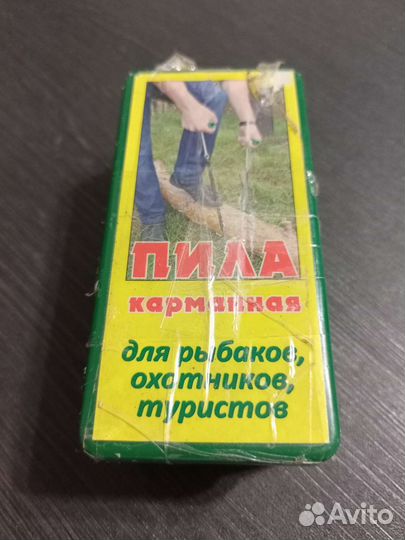 ПИЛА
карманная
для рыбаков,
охотников,
туристов
Avito